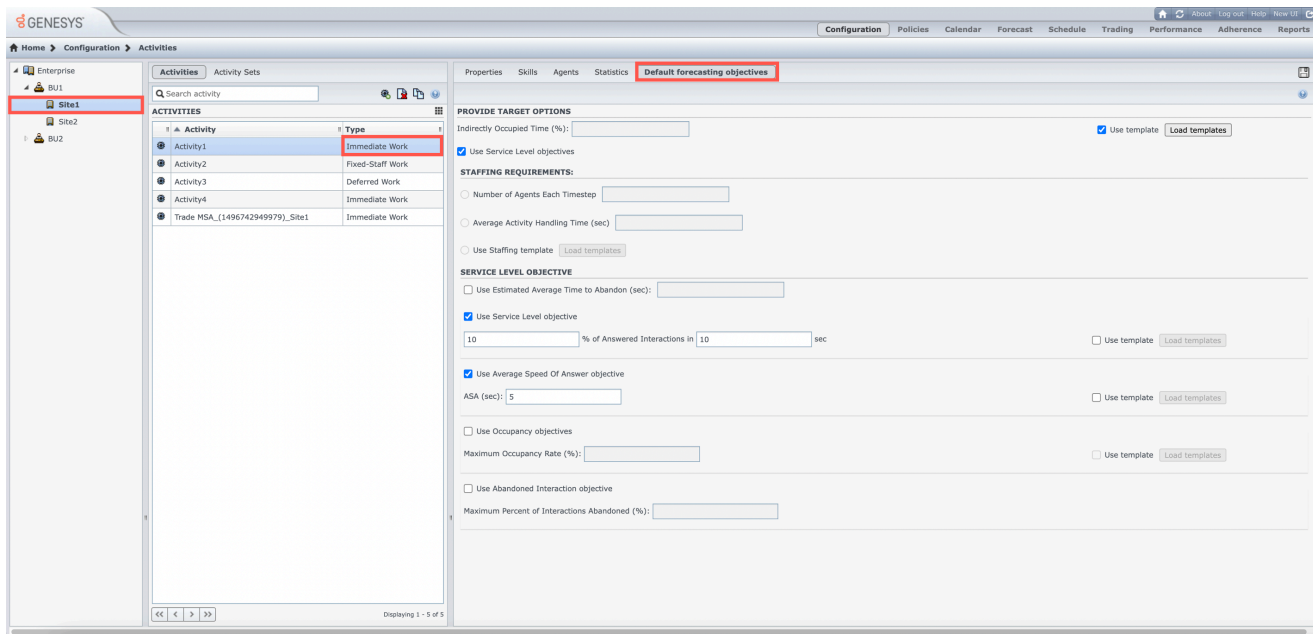 GENESYS
About Log out Help New UI
Configuration Policies Calendar Forecast Schedule Trading Performance Adherence Reports
Home > Configuration > Activities
Enterprise
BU1
Site1
Site2
BU2
Activities Activity Sets
Search activity
ACTIVITIES
Activity Type
Activity1 Immediate Work
Activity2 Fixed-Staff Work
Activity3 Deferred Work
Activity4 Immediate Work
Trade MSA_(1496742949979)_Site1 Immediate Work
<< < > >> Displaying 1 - 5 of 5
Properties Skills Agents Statistics Default forecasting objectives
PROVIDE TARGET OPTIONS
Indirectly Occupied Time (%): Use template Load templates
Use Service Level objectives
STAFFING REQUIREMENTS:
Number of Agents Each Timestep
Average Activity Handling Time (sec)
Use Staffing template Load templates
SERVICE LEVEL OBJECTIVE
Use Estimated Average Time to Abandon (sec):
Use Service Level objective
10 % of Answered Interactions in 10 sec Use template Load templates
Use Average Speed Of Answer objective
ASA (sec): 5 Use template Load templates
Use Occupancy objectives
Maximum Occupancy Rate (%): Use template Load templates
Use Abandoned Interaction objective
Maximum Percent of Interactions Abandoned (%):